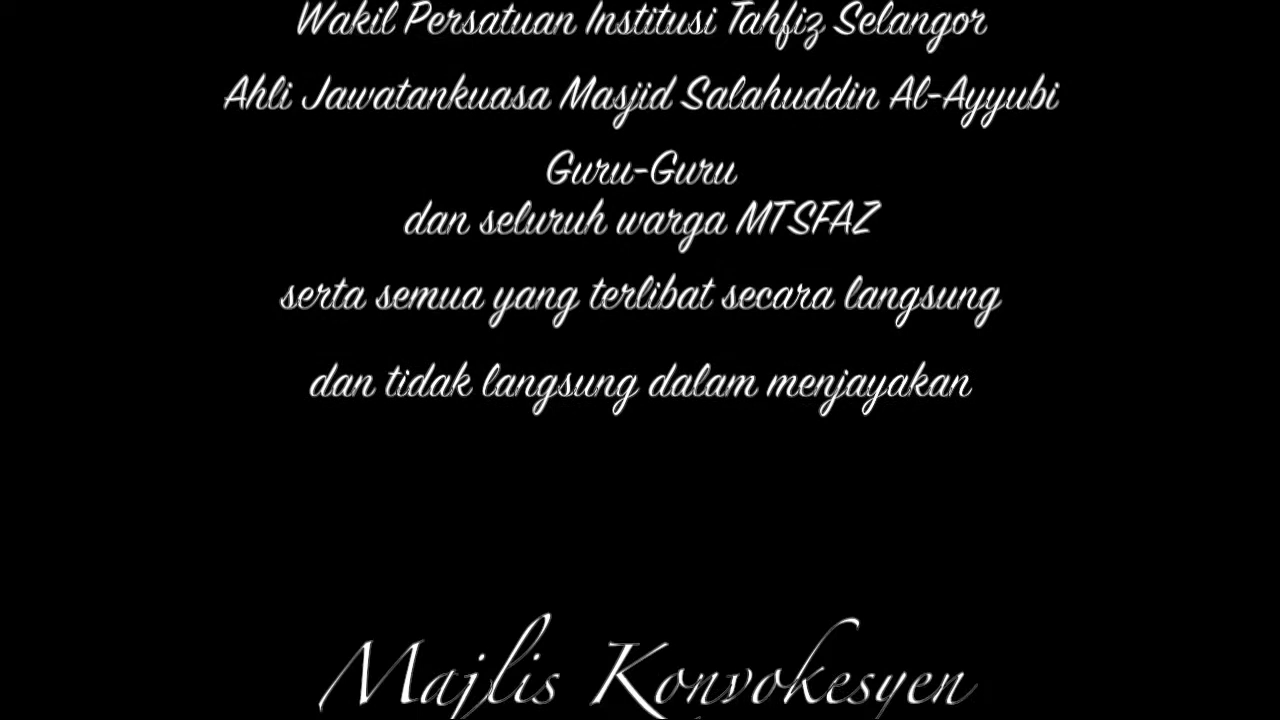 Wakil Persatuan Institusi Tahfiz Selangor
Ahli Jawatankuasa Masjid Salahuddin Al-Ayyubi
Guru-Guru
dan seluruh warga MTSFAZ
serta semua yang terlibat secara langsung
dan tidak langsung dalam menjayakan
Majlis Konvokesyen